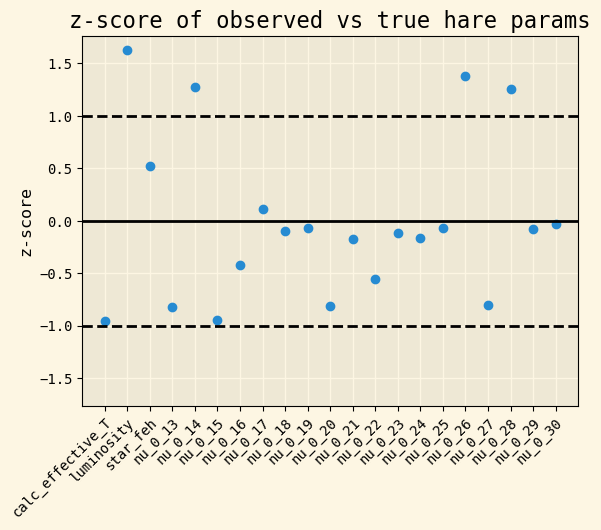 z-score of observed vs true hare params
z-score
1.5
1.0
0.5
0.0
−0.5
−1.0
−1.5
calc_effective_T
luminosity
star_feh
nu_0_13
nu_0_14
nu_0_15
nu_0_16
nu_0_17
nu_0_18
nu_0_19
nu_0_20
nu_0_21
nu_0_22
nu_0_23
nu_0_24
nu_0_25
nu_0_26
nu_0_27
nu_0_28
nu_0_29
nu_0_30